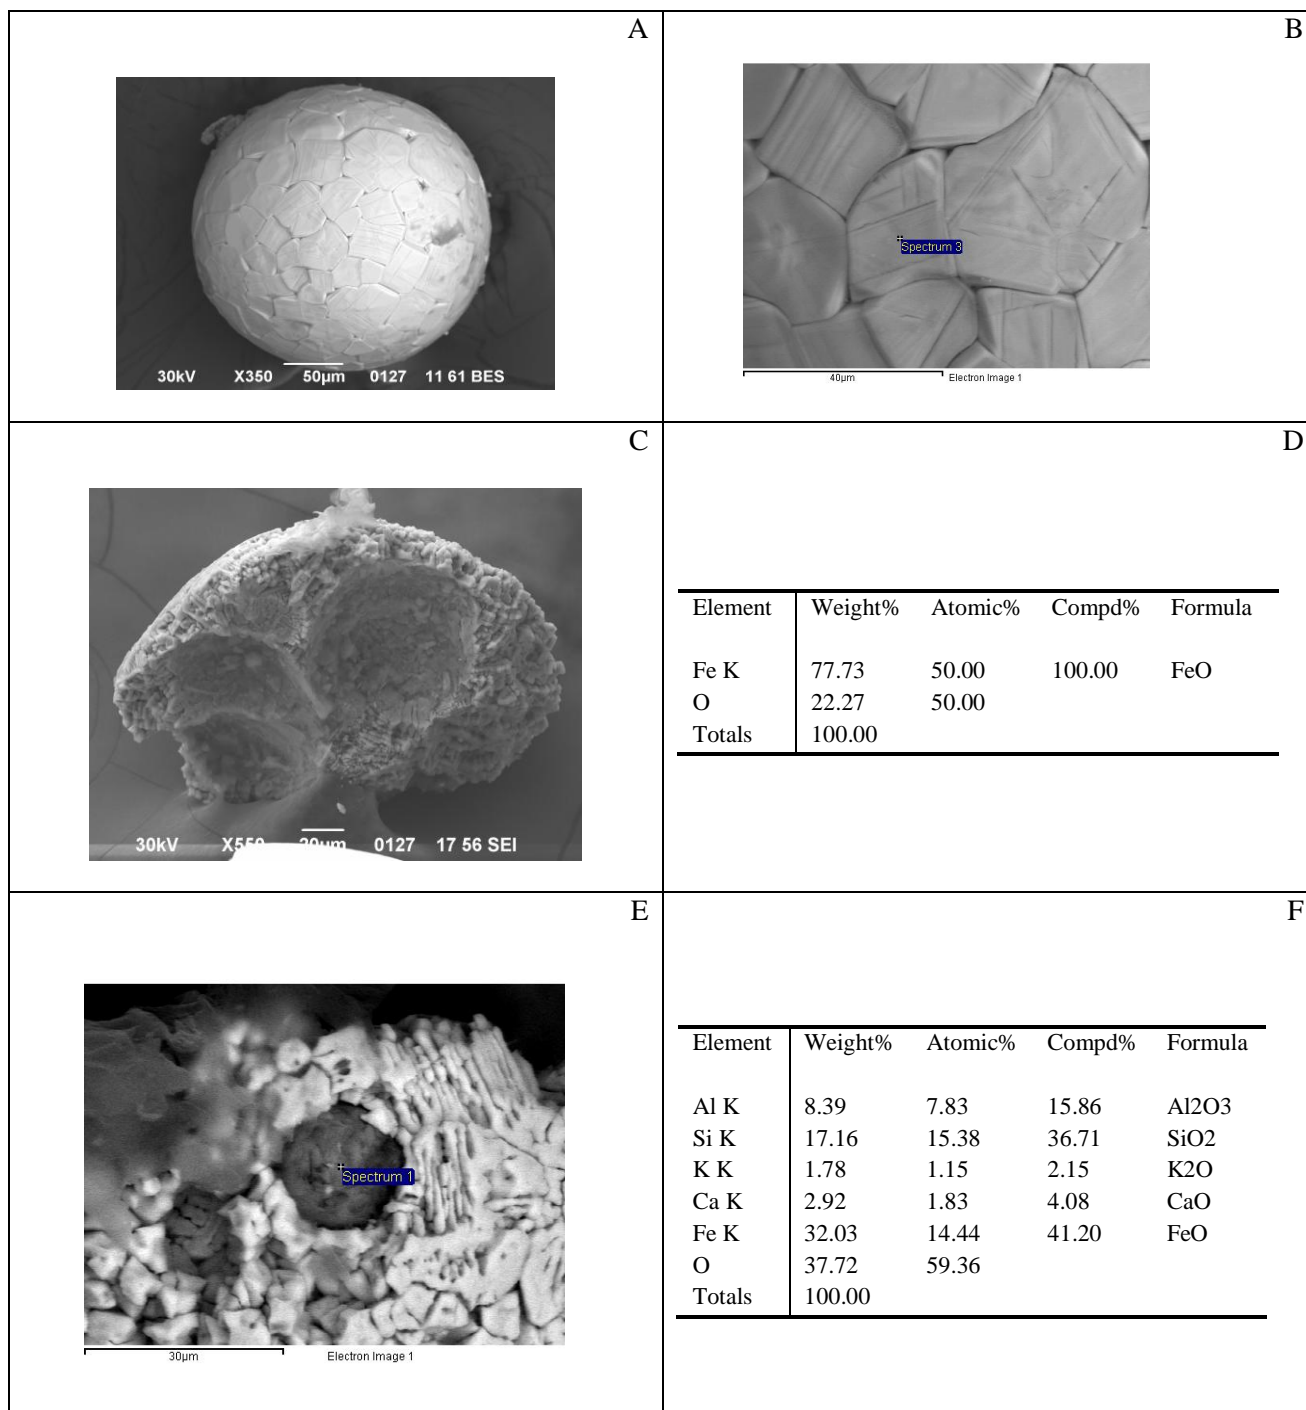 A
30kV X350 50µm 0127 11 61 BES
B
Spectrum 3
40µm Electron Image 1
C
30kV X550 20µm 0127 17 56 SEI
D
Element Weight% Atomic% Compd% Formula
Fe K 77.73 50.00 100.00 FeO
O 22.27 50.00
Totals 100.00
E
Spectrum 1
30µm Electron Image 1
F
Element Weight% Atomic% Compd% Formula
Al K 8.39 7.83 15.86 Al2O3
Si K 17.16 15.38 36.71 SiO2
K K 1.78 1.15 2.15 K2O
Ca K 2.92 1.83 4.08 CaO
Fe K 32.03 14.44 41.20 FeO
O 37.72 59.36
Totals 100.00